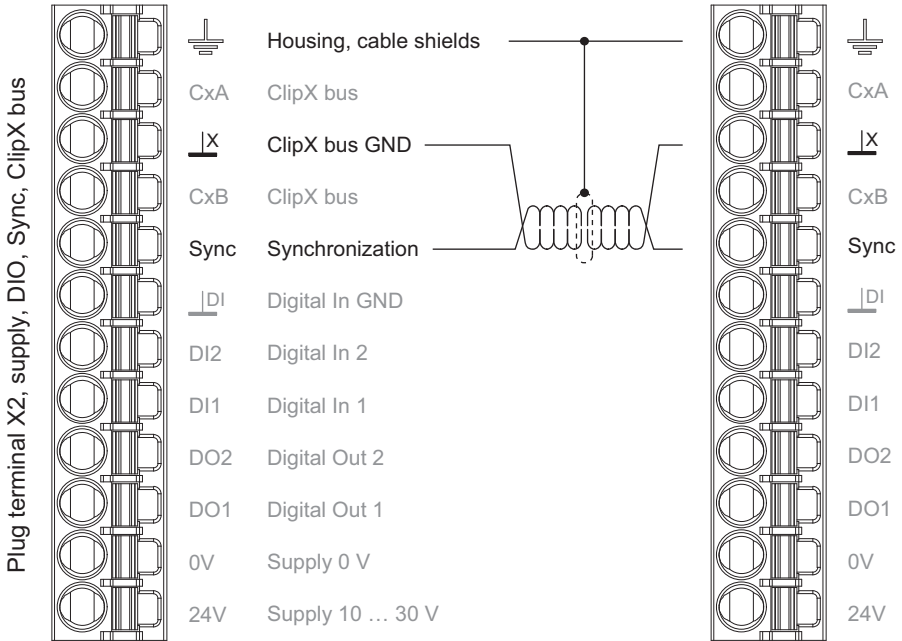 Plug terminal X2, supply, DIO, Sync, ClipX bus
Housing, cable shields
CxA ClipX bus CxA
X ClipX bus GND X
CxB ClipX bus CxB
Sync Synchronization Sync
DI Digital In GND DI
DI2 Digital In 2 DI2
DI1 Digital In 1 DI1
DO2 Digital Out 2 DO2
DO1 Digital Out 1 DO1
0V Supply 0 V 0V
24V Supply 10 … 30 V 24V